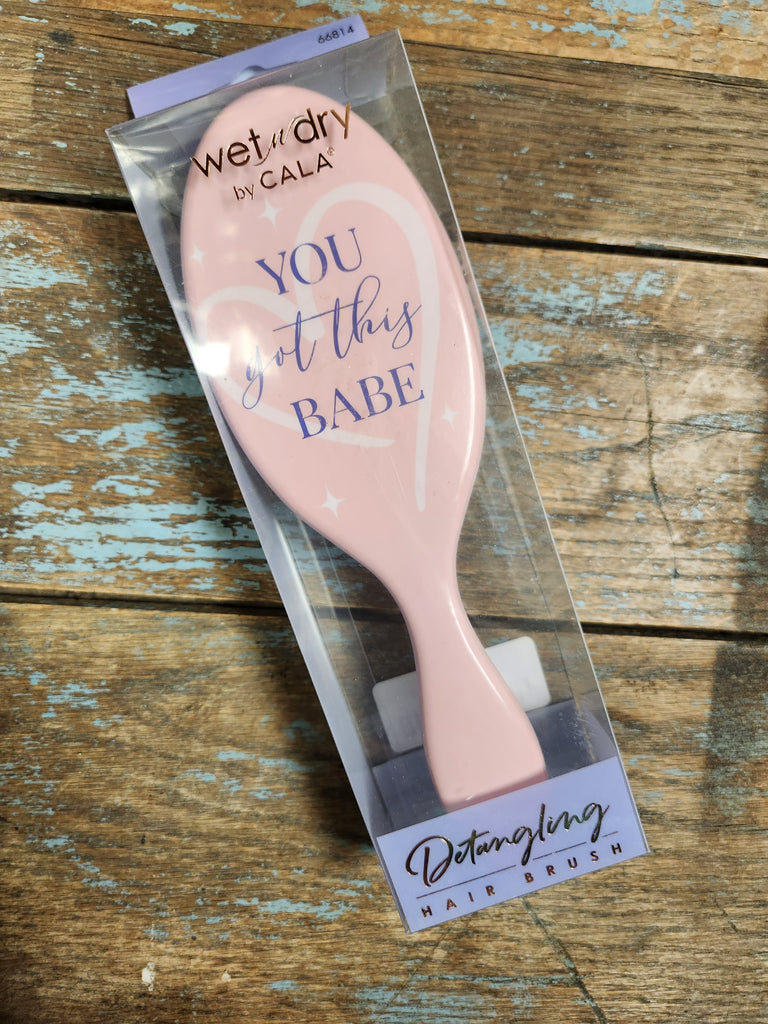 66814
wet n dry
by CALA®
YOU
got this
BABE
Detangling
HAIR BRUSH